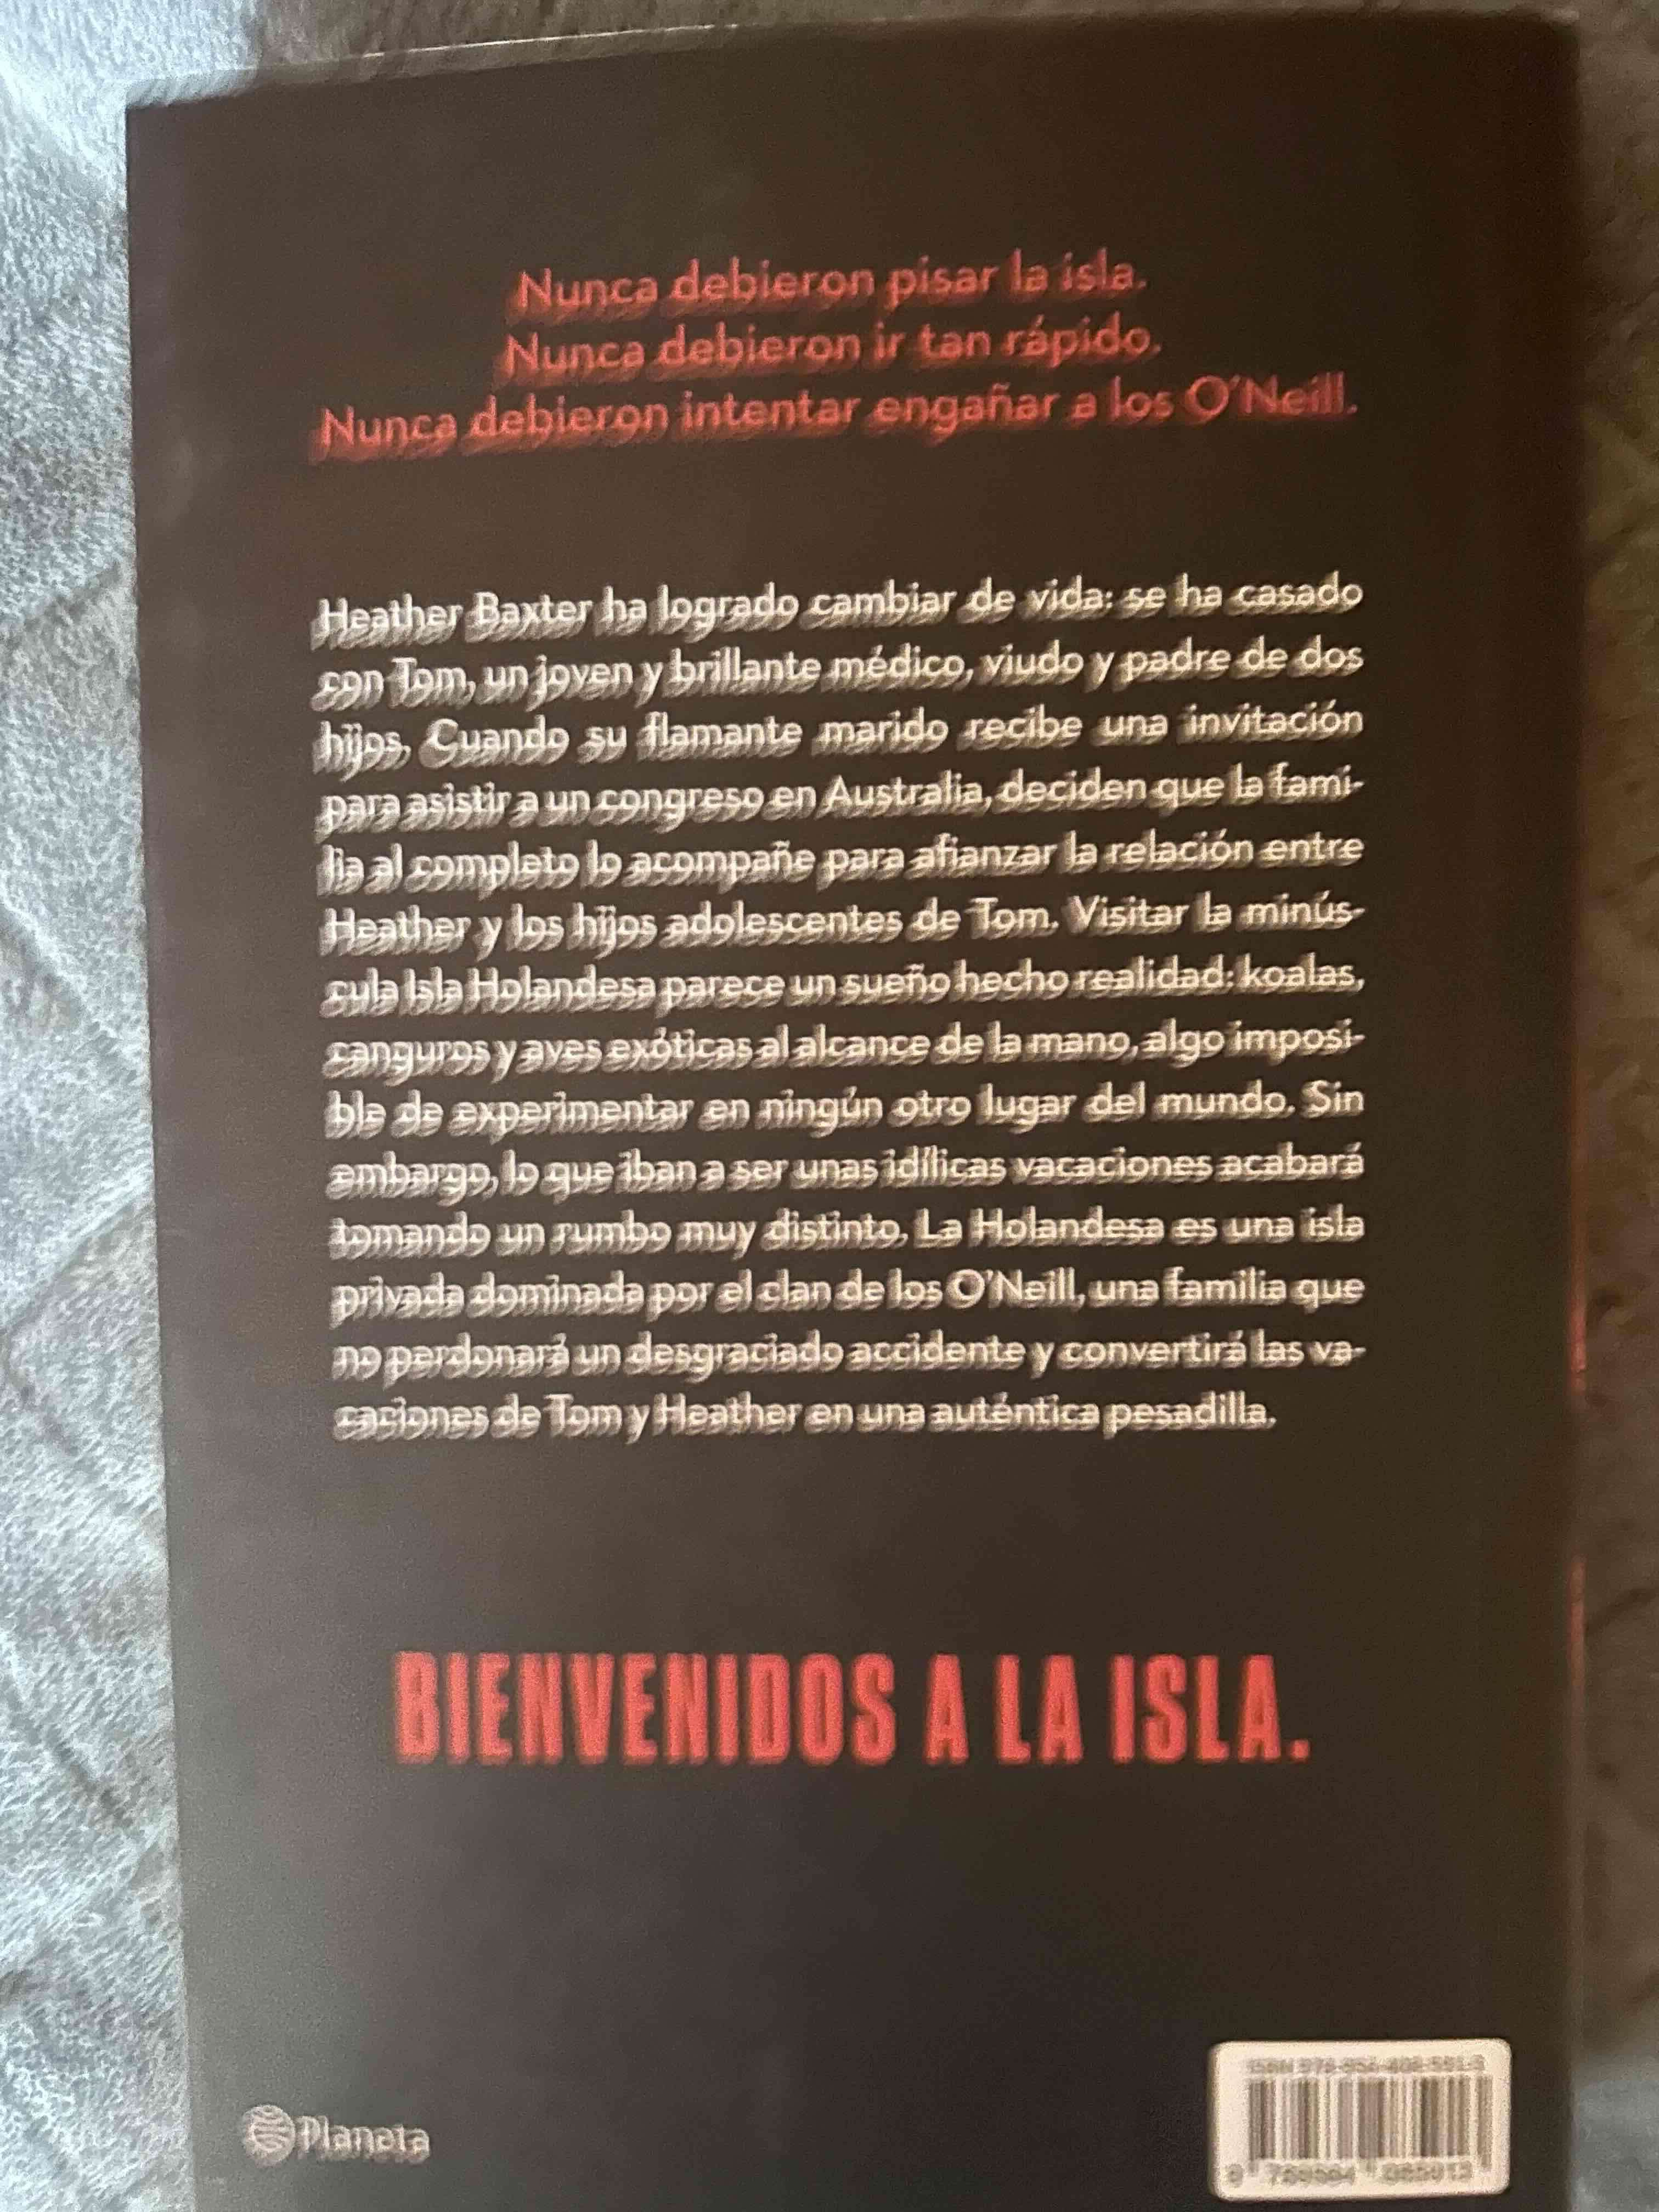 Nunca debieron pisar la isla.
Nunca debieron ir tan rápido.
Nunca debieron intentar engañar a los O'Neill.
Heather Baxter ha logrado cambiar de vida: se ha casado
con Tom, un joven y brillante médico, viudo y padre de dos
hijos. Cuando su flamante marido recibe una invitación
para asistir a un congreso en Australia, deciden que la fami-
lia al completo lo acompañe para afianzar la relación entre
Heather y los hijos adolescentes de Tom. Visitar la minús-
cula Isla Holandesa parece un sueño hecho realidad: koalas,
canguros y aves exóticas al alcance de la mano, algo imposi-
ble de experimentar en ningún otro lugar del mundo. Sin
embargo, lo que iban a ser unas idílicas vacaciones acabará
tomando un rumbo muy distinto. La Holandesa es una isla
privada dominada por el clan de los O'Neill, una familia que
no perdonará un desgraciado accidente y convertirá las va-
caciones de Tom y Heather en una auténtica pesadilla.
BIENVENIDOS A LA ISLA.
Planeta
ISBN